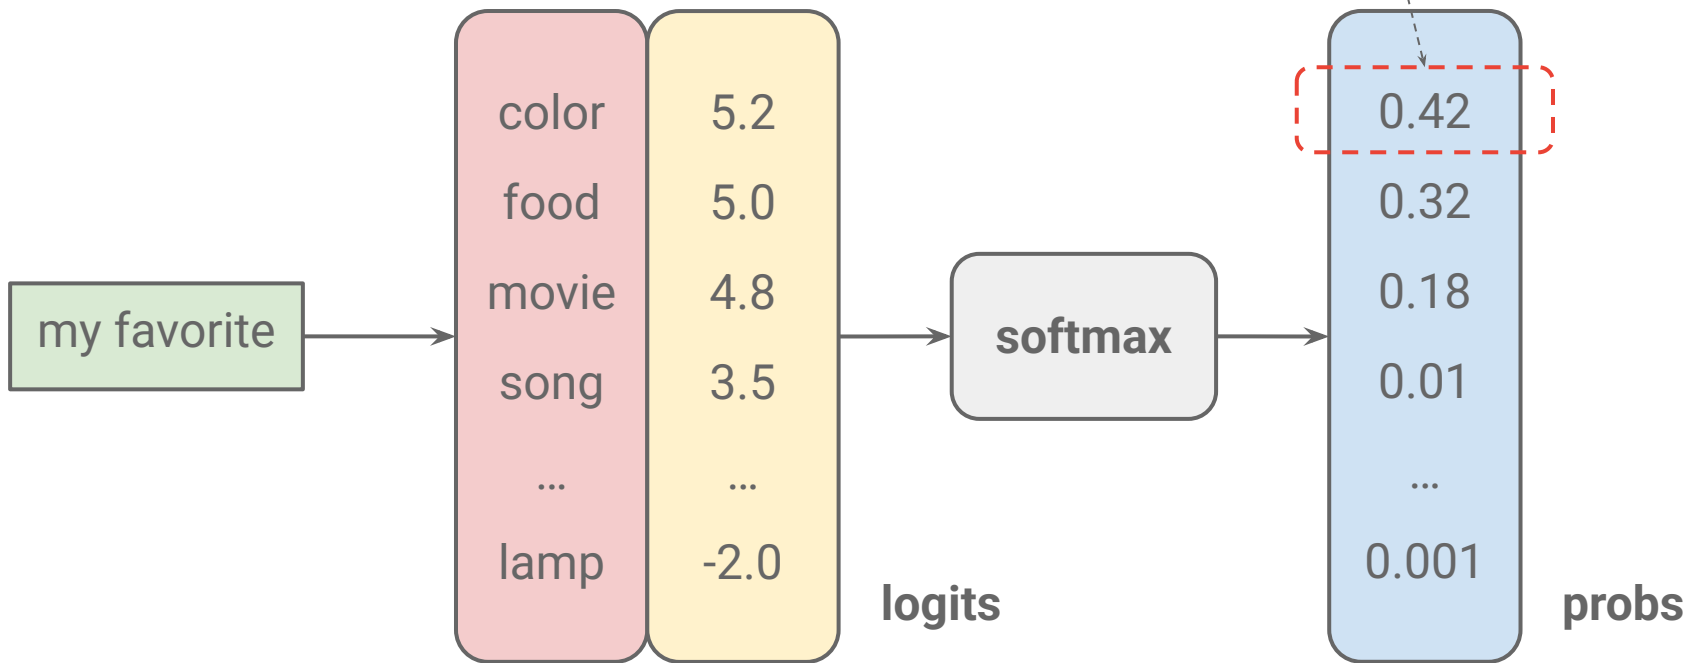 color 5.2 0.42
food 5.0 0.32
movie 4.8 0.18
my favorite
softmax
song 3.5 0.01
… … …
lamp -2.0 0.001
logits
probs